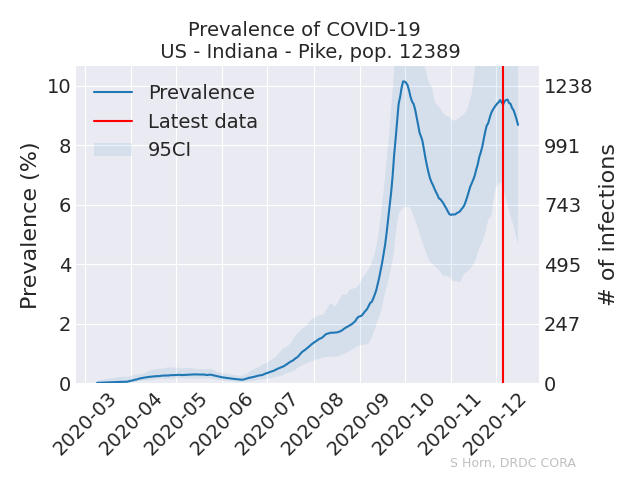 Prevalence of COVID-19
US - Indiana - Pike, pop. 12389
Prevalence
Latest data
95CI
Prevalence (%)
10
8
6
4
2
0
1238
991
743
495
247
0
# of infections
2020-03
2020-04
2020-05
2020-06
2020-07
2020-08
2020-09
2020-10
2020-11
2020-12
S Horn, DRDC CORA